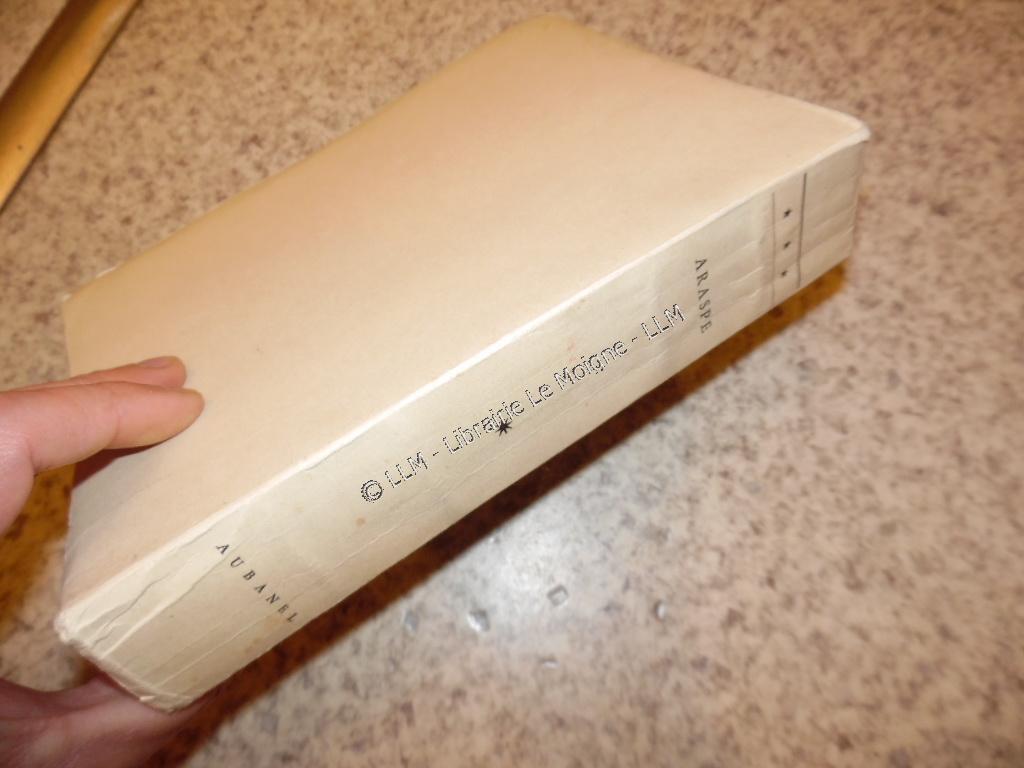 ARASPE
© LLM - Librairie Le Moigne - LLM
AUBANEL